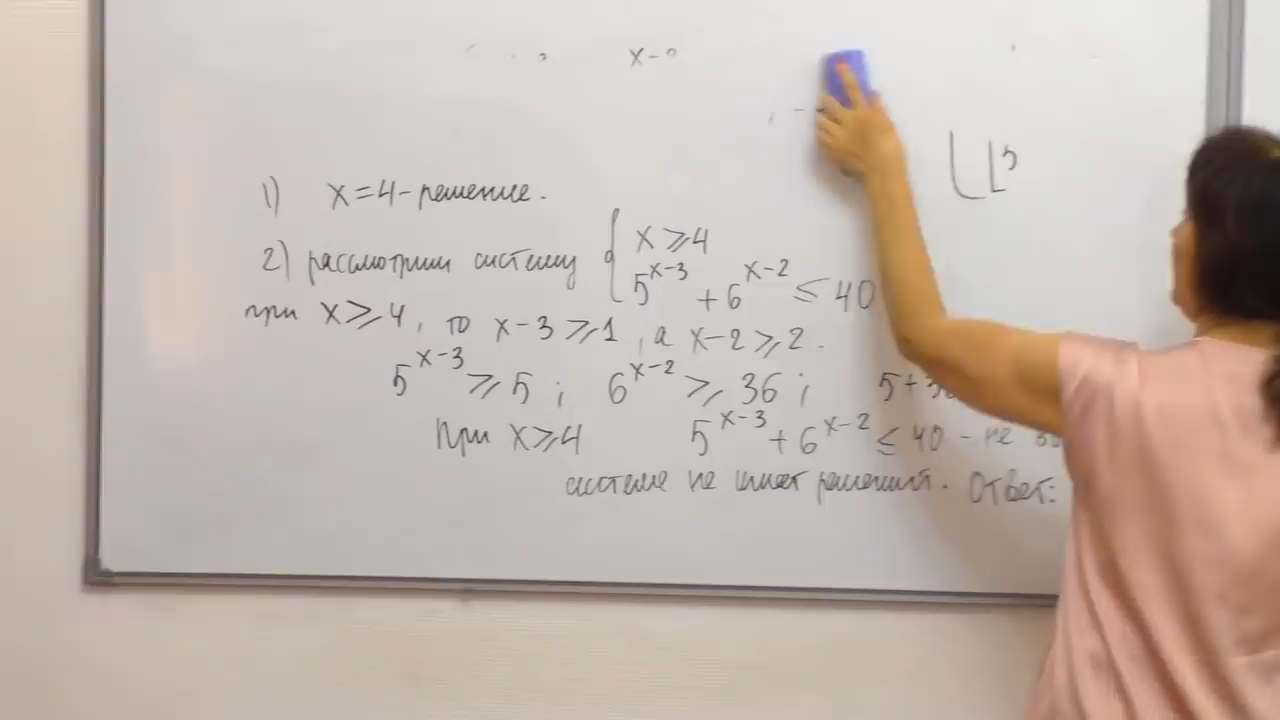 x-2
1) x=4-решение.
2) рассмотрим систему { x⩾4
5^{x-3} + 6^{x-2} ≤ 40
при x⩾4, то x-3⩾1, а x-2⩾2.
5^{x-3} ⩾ 5; 6^{x-2} ⩾ 36; 5+36
При x⩾4 5^{x-3} + 6^{x-2} ≤ 40 - не
система не имеет решений. Ответ: